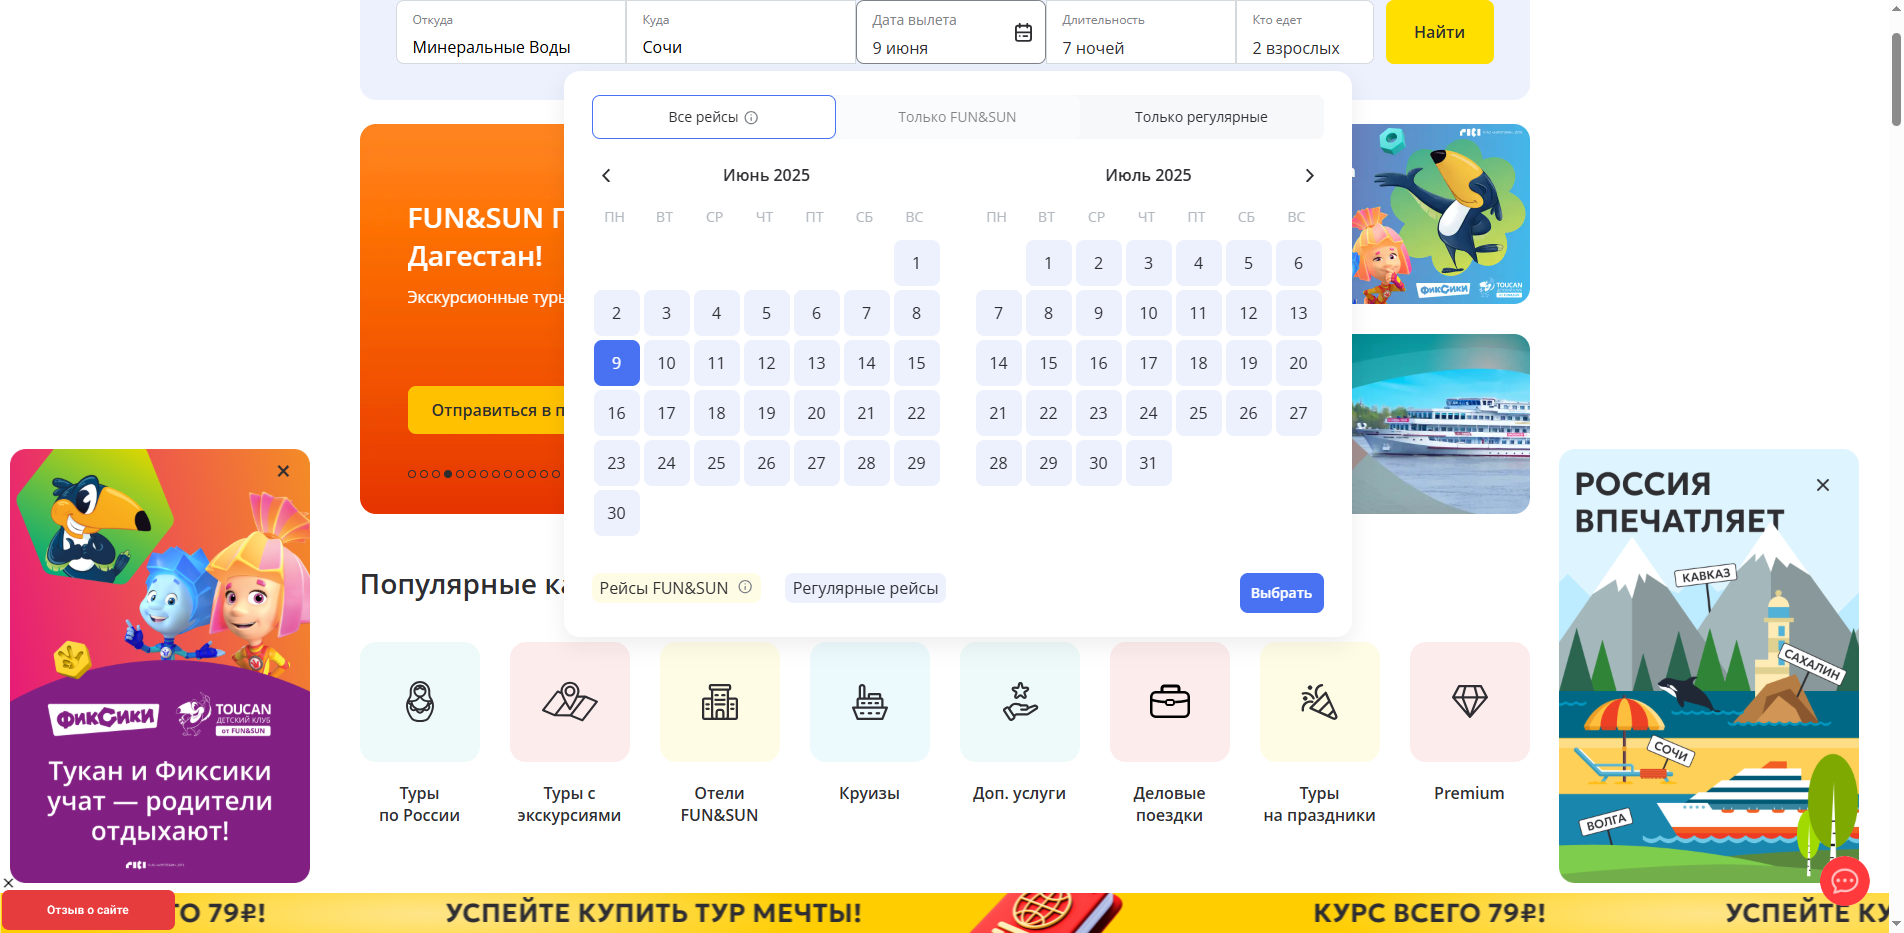 Откуда
Минеральные Воды
Куда
Сочи
Дата вылета
9 июня
Длительность
7 ночей
Кто едет
2 взрослых
Найти
Все рейсы
Только FUN&SUN
Только регулярные
Июнь 2025
ПН ВТ СР ЧТ ПТ СБ ВС
1
2 3 4 5 6 7 8
9 10 11 12 13 14 15
16 17 18 19 20 21 22
23 24 25 26 27 28 29
30
Июль 2025
ПН ВТ СР ЧТ ПТ СБ ВС
1 2 3 4 5 6
7 8 9 10 11 12 13
14 15 16 17 18 19 20
21 22 23 24 25 26 27
28 29 30 31
Рейсы FUN&SUN
Регулярные рейсы
Выбрать
FUN&SUN
Дагестан!
Экскурсионные туры
Отправиться в п
ФИКСИКИ
TOUCAN
Популярные ка
Туры
по России
Туры с
экскурсиями
Отели
FUN&SUN
Круизы
Доп. услуги
Деловые
поездки
Туры
на праздники
Premium
ФИКСИКИ
TOUCAN
ДЕТСКИЙ КЛУБ
от FUN&SUN
Тукан и Фиксики
учат — родители
отдыхают!
РОССИЯ
ВПЕЧАТЛЯЕТ
КАВКАЗ
САХАЛИН
СОЧИ
ВОЛГА
Отзыв о сайте
ГО 79₽!
УСПЕЙТЕ КУПИТЬ ТУР МЕЧТЫ!
КУРС ВСЕГО 79₽!
УСПЕЙТЕ КУ